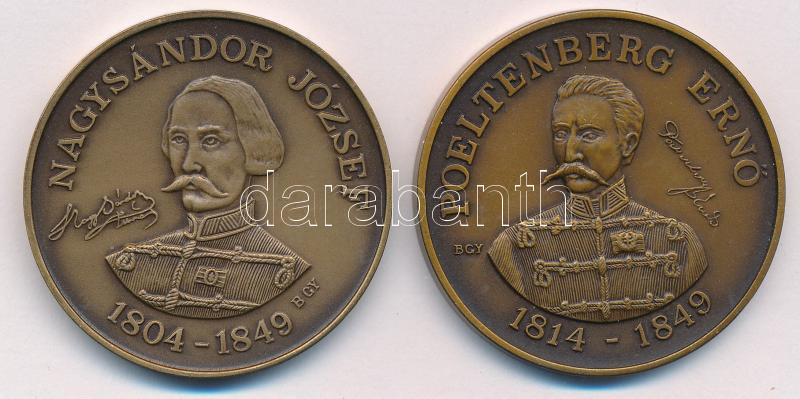 NAGYSÁNDOR JÓZSEF
1804-1849
BGY
POELTENBERG ERNŐ
BGY
1814 - 1849
darabanth